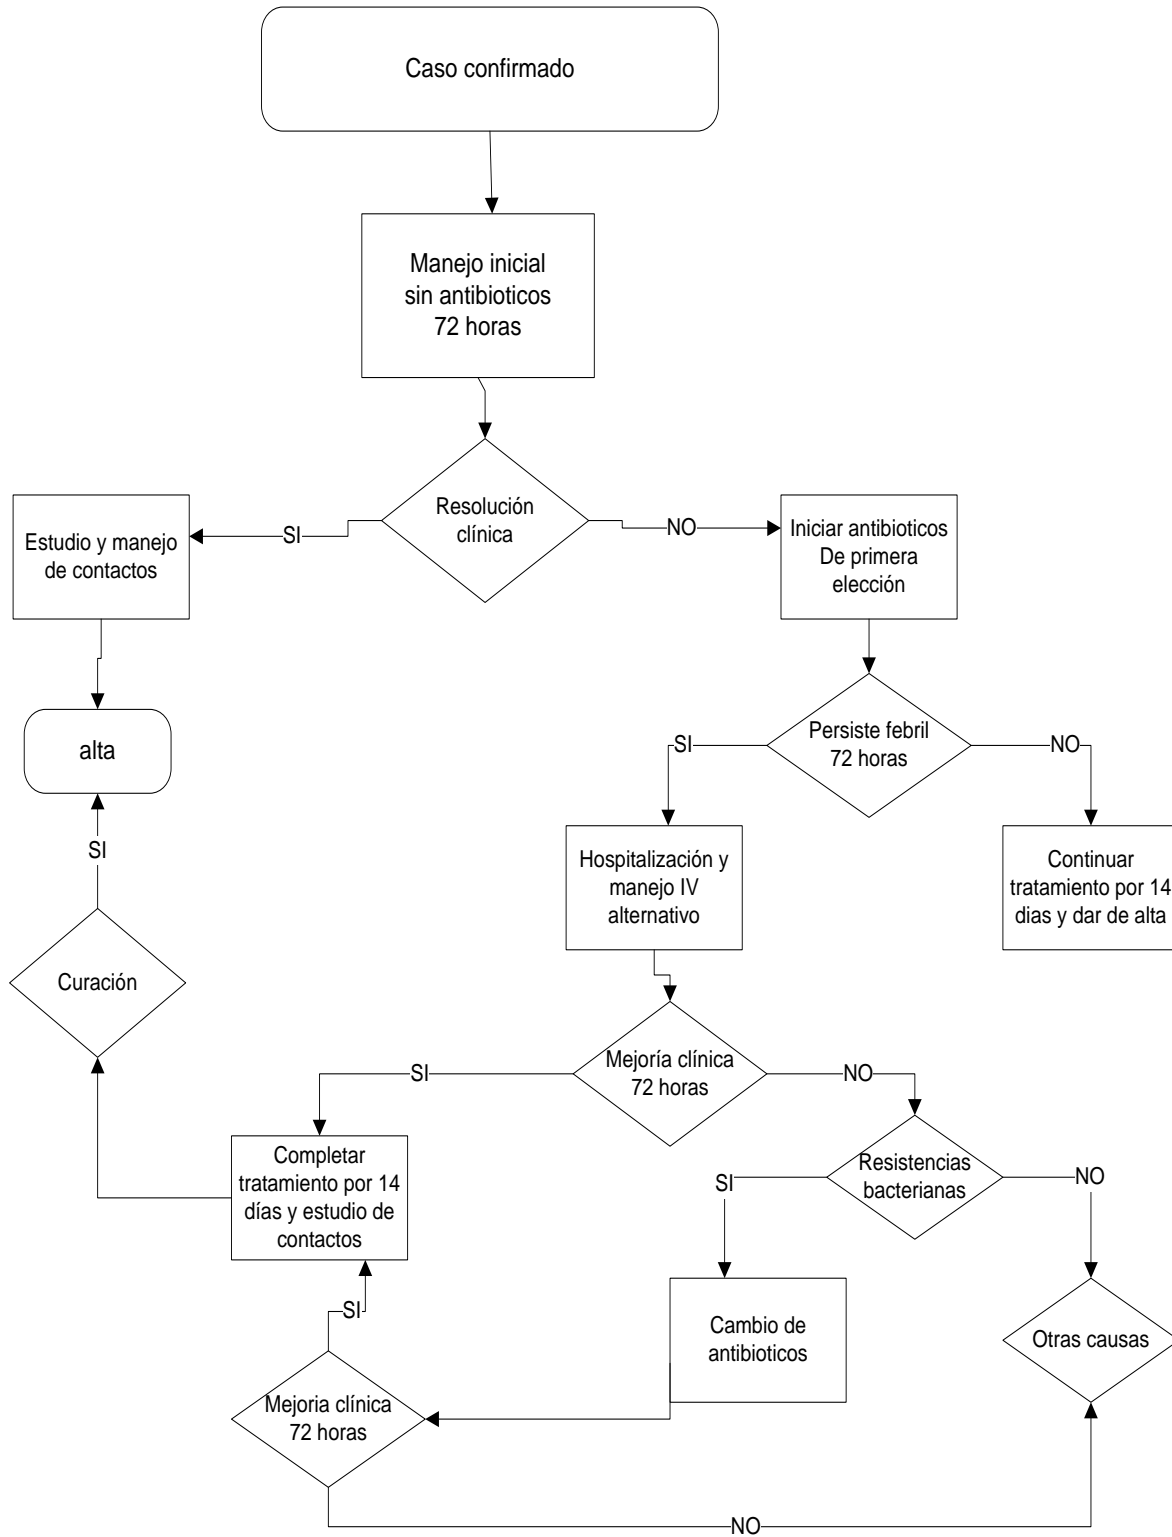 Caso confirmado
Manejo inicial
sin antibioticos
72 horas
Resolución
clínica
SI
NO
Estudio y manejo
de contactos
Iniciar antibioticos
De primera
elección
alta
Persiste febril
72 horas
SI
NO
Hospitalización y
manejo IV
alternativo
Continuar
tratamiento por 14
dias y dar de alta
SI
Curación
Mejoría clínica
72 horas
SI
NO
Completar
tratamiento por 14
días y estudio de
contactos
Resistencias
bacterianas
SI
NO
Cambio de
antibioticos
Otras causas
SI
Mejoria clínica
72 horas
NO